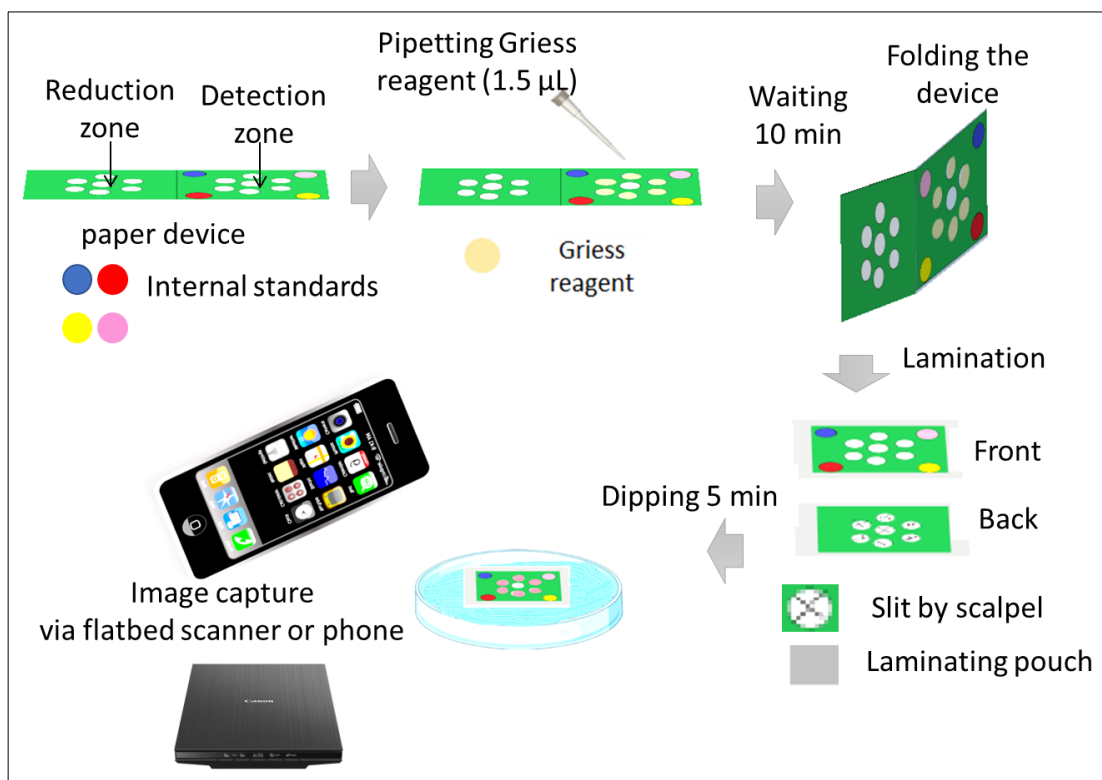 Reduction
zone
Detection
zone
Pipetting Griess
reagent (1.5 µL)
Waiting
10 min
Folding the
device
paper device
Internal standards
Griess
reagent
Lamination
Front
Back
Dipping 5 min
Slit by scalpel
Laminating pouch
Image capture
via flatbed scanner or phone
Canon